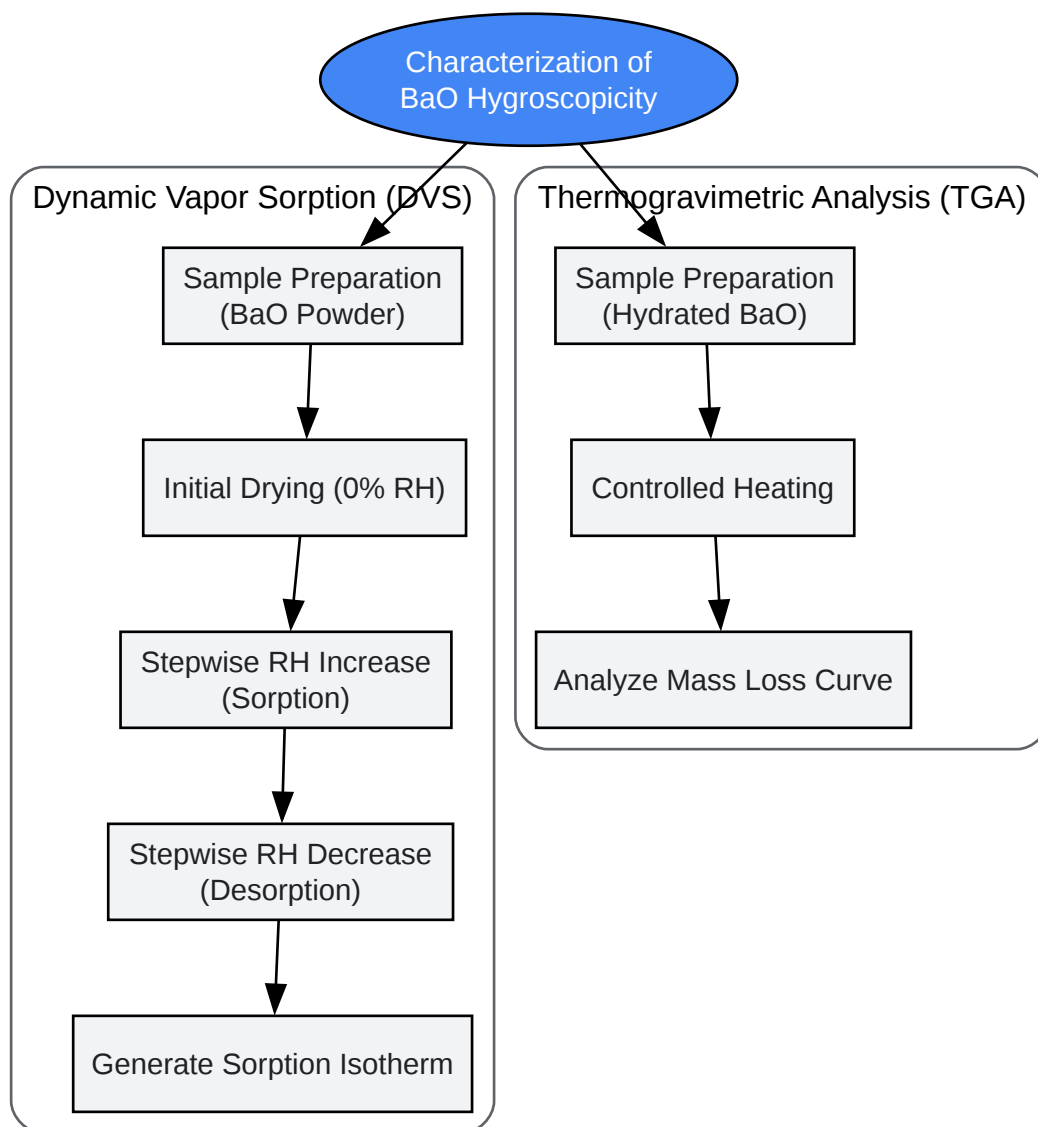 Characterization of
BaO Hygroscopicity
Dynamic Vapor Sorption (DVS)
Sample Preparation
(BaO Powder)
Initial Drying (0% RH)
Stepwise RH Increase
(Sorption)
Stepwise RH Decrease
(Desorption)
Generate Sorption Isotherm
Thermogravimetric Analysis (TGA)
Sample Preparation
(Hydrated BaO)
Controlled Heating
Analyze Mass Loss Curve